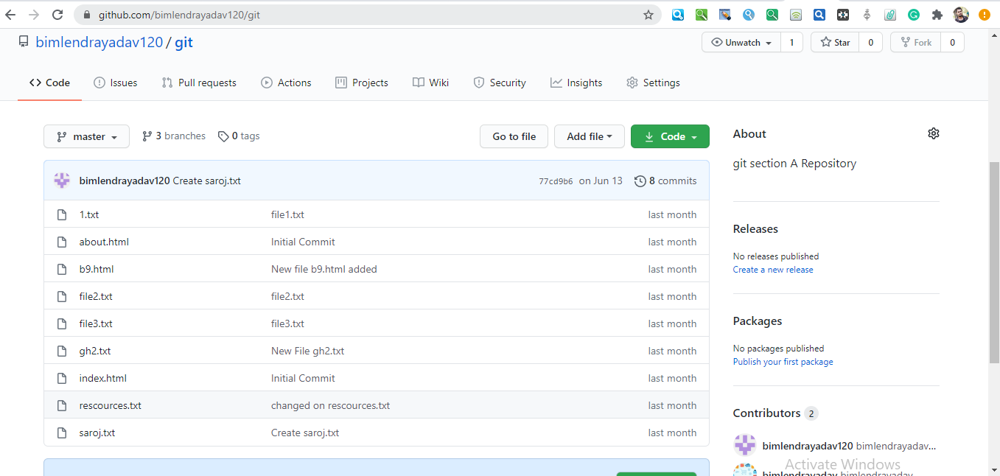 github.com/bimlendrayadav120/git
bimlendrayadav120 / git
Unwatch 1 Star 0 Fork 0
Code Issues Pull requests Actions Projects Wiki Security Insights Settings
master 3 branches 0 tags Go to file Add file Code
bimlendrayadav120 Create saroj.txt 77cd9b6 on Jun 13 8 commits
1.txt file1.txt last month
about.html Initial Commit last month
b9.html New file b9.html added last month
file2.txt file2.txt last month
file3.txt file3.txt last month
gh2.txt New File gh2.txt last month
index.html Initial Commit last month
rescources.txt changed on rescources.txt last month
saroj.txt Create saroj.txt last month
About
git section A Repository
Releases
No releases published
Create a new release
Packages
No packages published
Publish your first package
Contributors 2
bimlendrayadav120 bimlendrayadav...
Activate Windows
bimlendrayadav bimlendrayadav